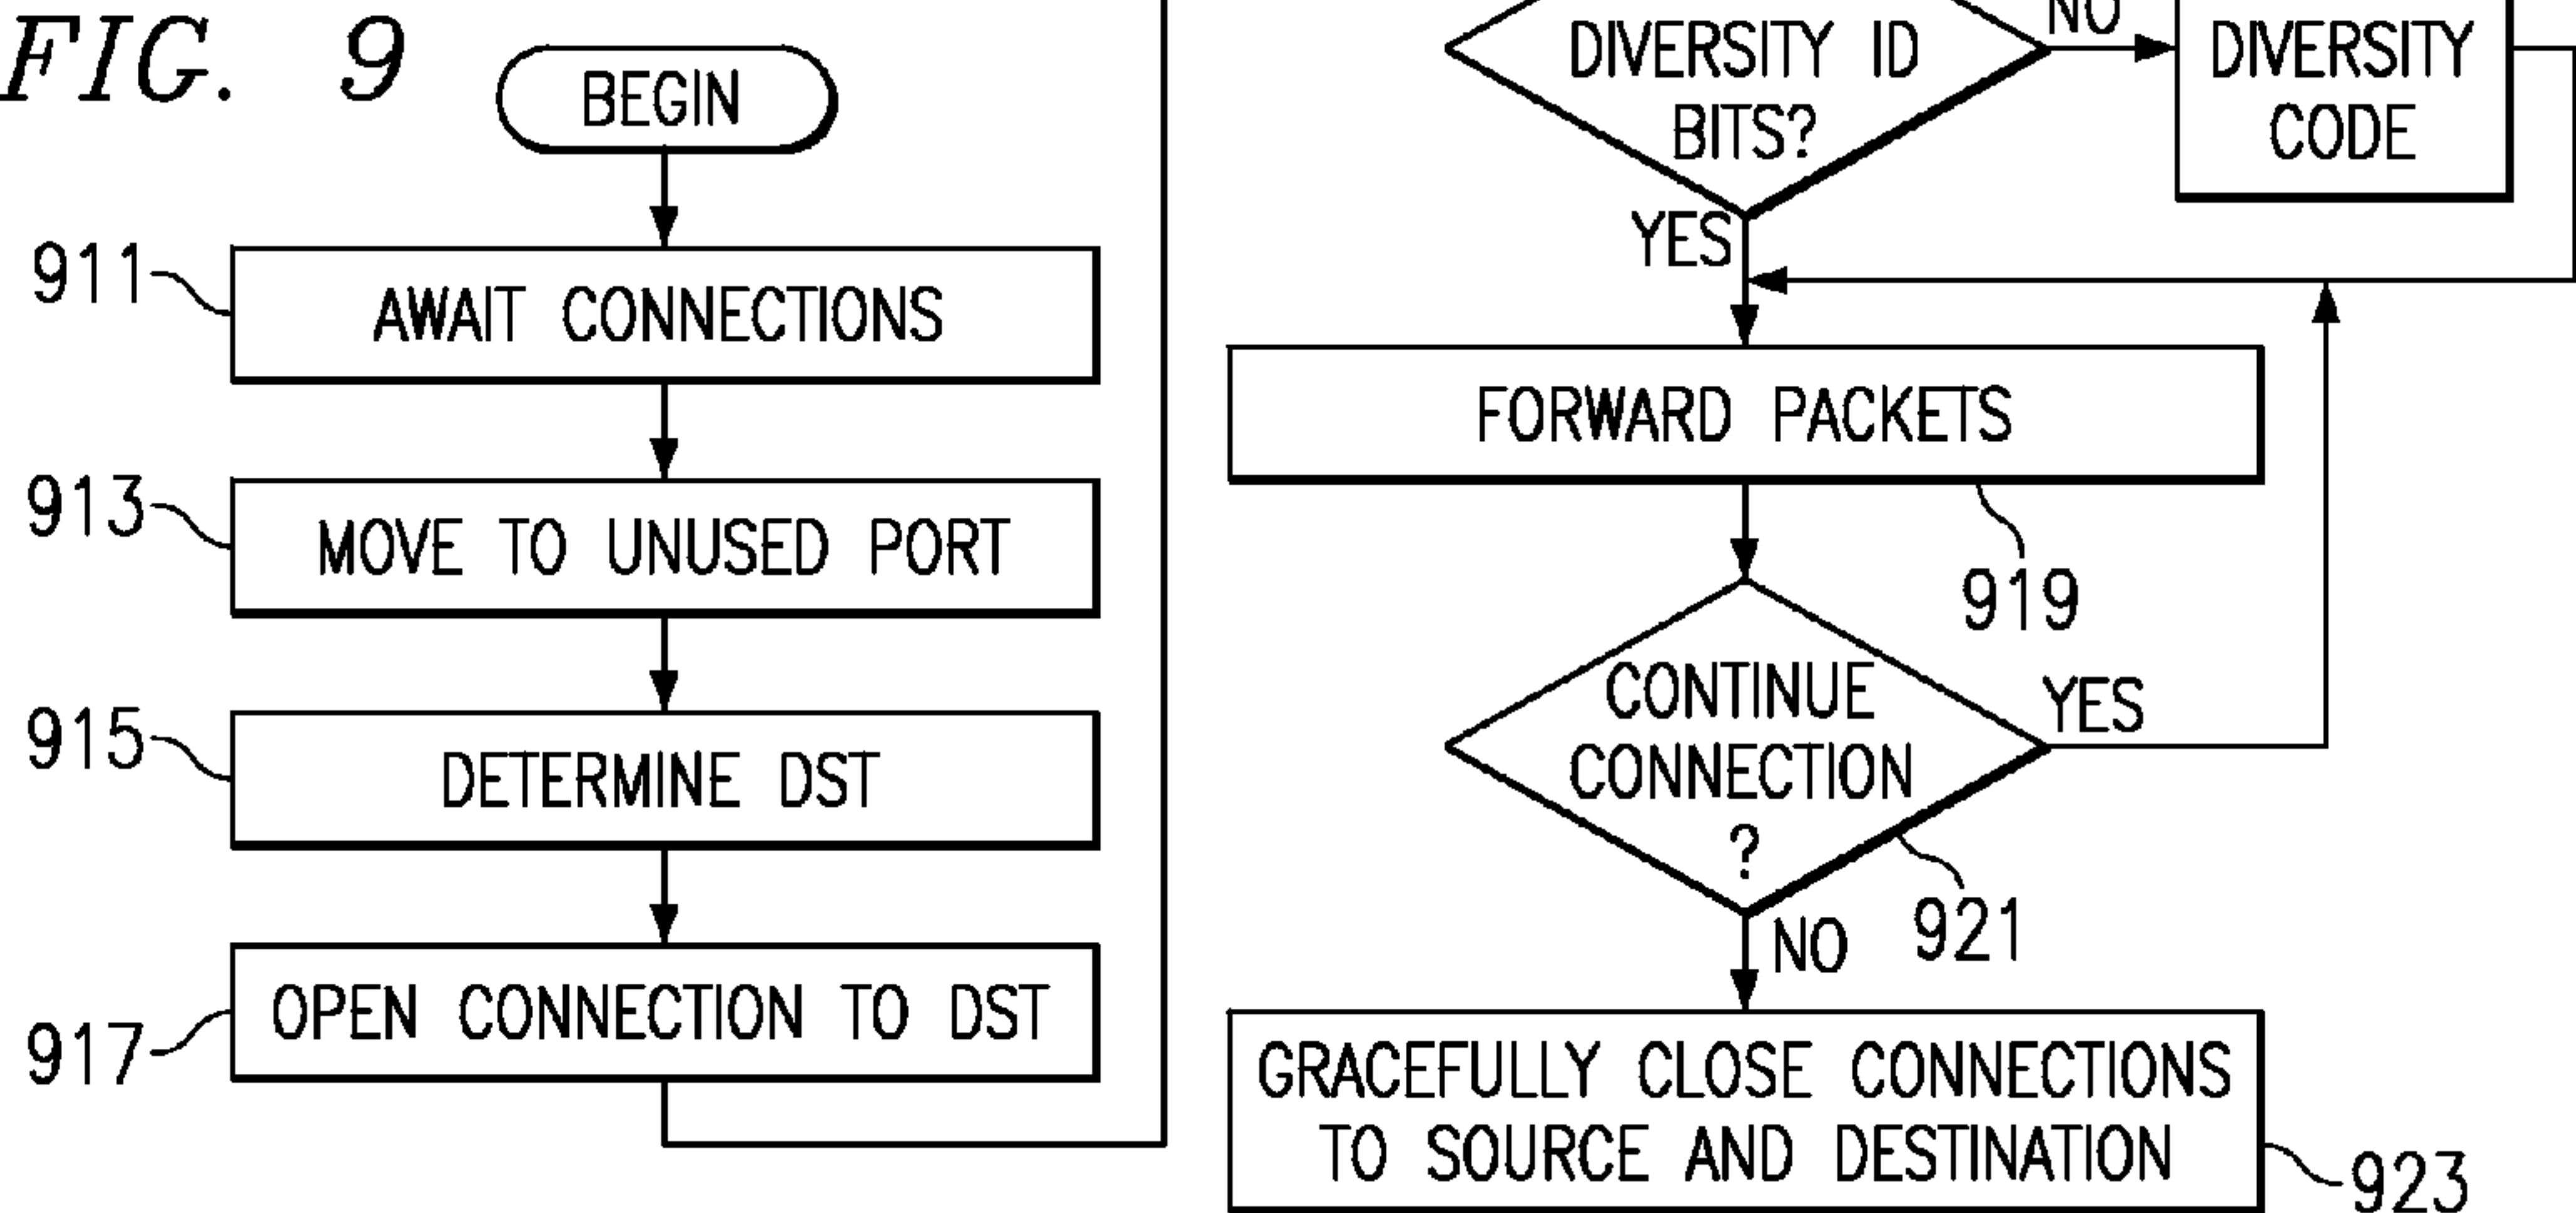 FIG. 9
BEGIN
911
AWAIT CONNECTIONS
913
MOVE TO UNUSED PORT
915
DETERMINE DST
917
OPEN CONNECTION TO DST
DIVERSITY ID
BITS?
NO
DIVERSITY
CODE
YES
FORWARD PACKETS
919
CONTINUE
CONNECTION
?
YES
921
NO
GRACEFULLY CLOSE CONNECTIONS
TO SOURCE AND DESTINATION
923